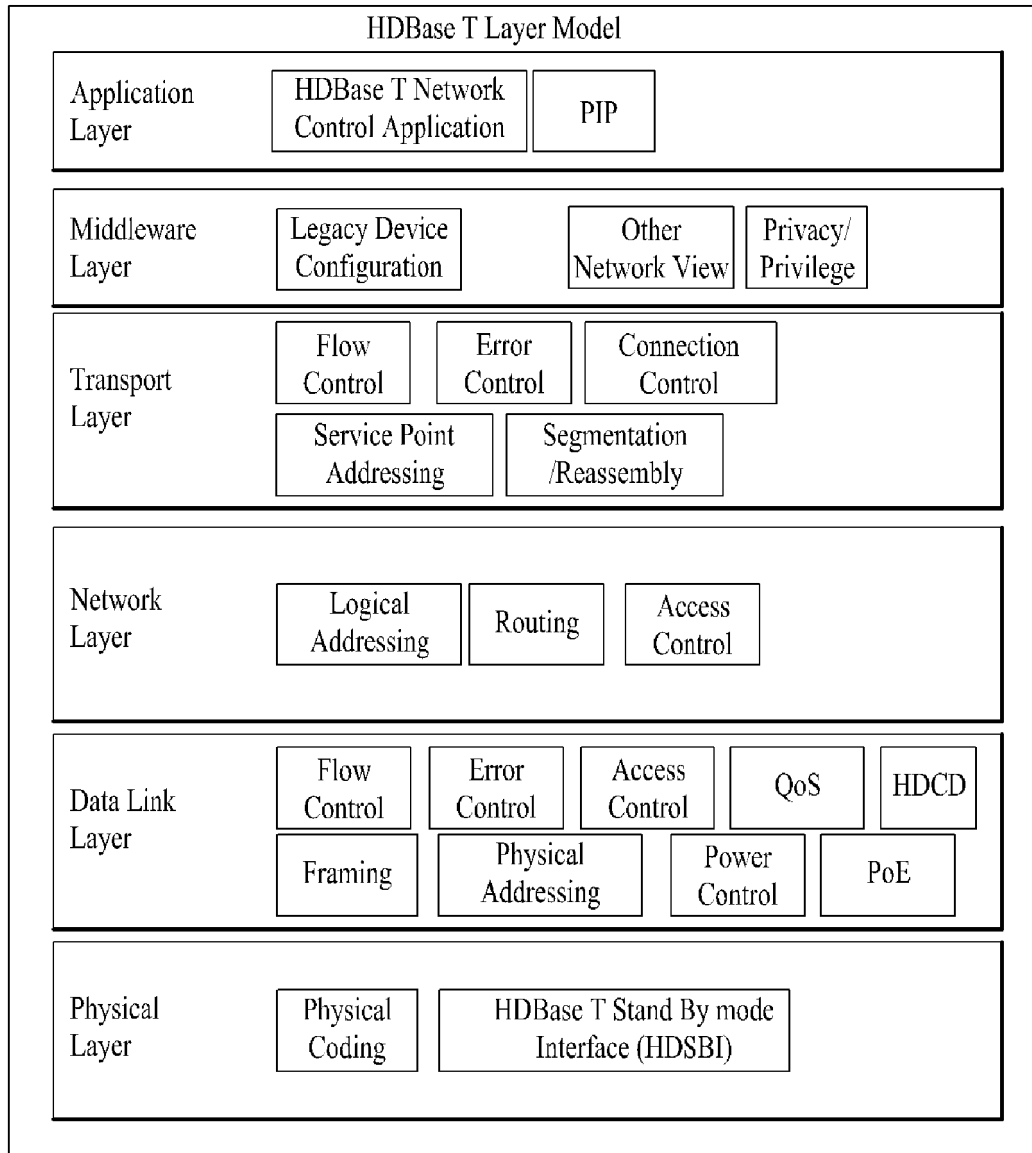 HDBase T Layer Model
Application
Layer
HDBase T Network
Control Application
PIP
Middleware
Layer
Legacy Device
Configuration
Other
Network View
Privacy/
Privilege
Transport
Layer
Flow
Control
Error
Control
Connection
Control
Service Point
Addressing
Segmentation
/Reassembly
Network
Layer
Logical
Addressing
Routing
Access
Control
Data Link
Layer
Flow
Control
Error
Control
Access
Control
QoS
HDCD
Framing
Physical
Addressing
Power
Control
PoE
Physical
Layer
Physical
Coding
HDBase T Stand By mode
Interface (HDSBI)